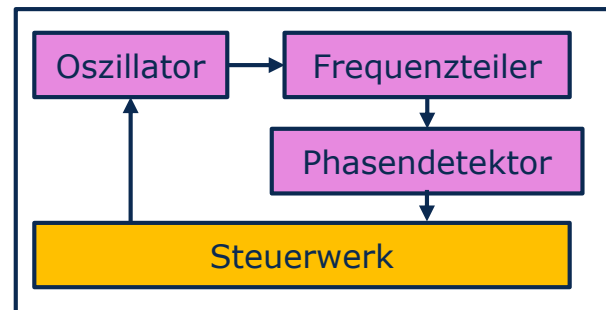 Oszillator
Frequenzteiler
Phasendetektor
Steuerwerk